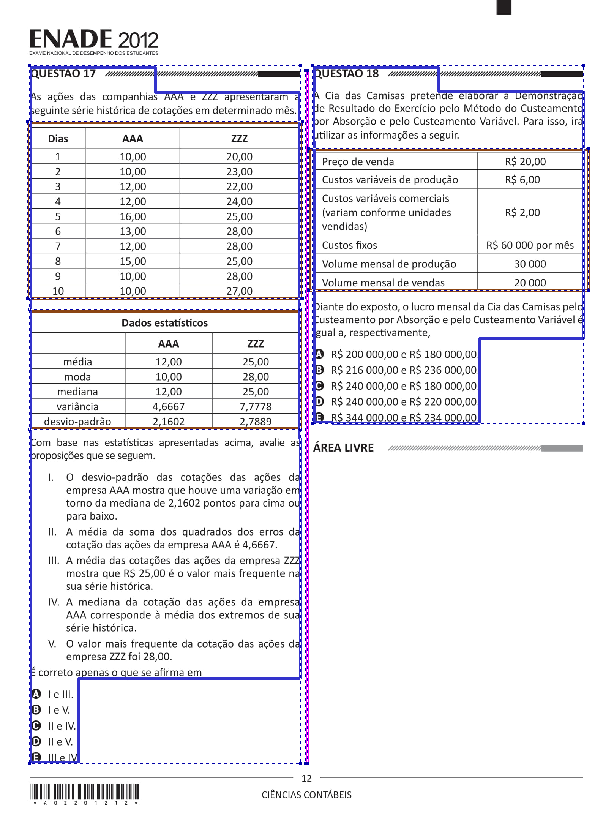 ENADE 2012
EXAME NACIONAL DE DESEMPENHO DOS ESTUDANTES
QUESTÃO 17
As ações das companhias AAA e ZZZ apresentaram a
seguinte série histórica de cotações em determinado mês.
Dias AAA ZZZ
1 10,00 20,00
2 10,00 23,00
3 12,00 22,00
4 12,00 24,00
5 16,00 25,00
6 13,00 28,00
7 12,00 28,00
8 15,00 25,00
9 10,00 28,00
10 10,00 27,00
Dados estatísticos
AAA ZZZ
média 12,00 25,00
moda 10,00 28,00
mediana 12,00 25,00
variância 4,6667 7,7778
desvio-padrão 2,1602 2,7889
Com base nas estatísticas apresentadas acima, avalie as
proposições que se seguem.
I. O desvio-padrão das cotações das ações da
empresa AAA mostra que houve uma variação em
torno da mediana de 2,1602 pontos para cima ou
para baixo.
II. A média da soma dos quadrados dos erros da
cotação das ações da empresa AAA é 4,6667.
III. A média das cotações das ações da empresa ZZZ
mostra que R$ 25,00 é o valor mais frequente na
sua série histórica.
IV. A mediana da cotação das ações da empresa
AAA corresponde à média dos extremos de sua
série histórica.
V. O valor mais frequente da cotação das ações da
empresa ZZZ foi 28,00.
É correto apenas o que se afirma em
A I e III.
B I e V.
C II e IV.
D II e V.
E III e IV
QUESTÃO 18
A Cia das Camisas pretende elaborar a Demonstração
de Resultado do Exercício pelo Método do Custeamento
por Absorção e pelo Custeamento Variável. Para isso, irá
utilizar as informações a seguir.
Preço de venda R$ 20,00
Custos variáveis de produção R$ 6,00
Custos variáveis comerciais
(variam conforme unidades
vendidas) R$ 2,00
Custos fixos R$ 60 000 por mês
Volume mensal de produção 30 000
Volume mensal de vendas 20 000
Diante do exposto, o lucro mensal da Cia das Camisas pelo
Custeamento por Absorção e pelo Custeamento Variável é
igual a, respectivamente,
A R$ 200 000,00 e R$ 180 000,00
B R$ 216 000,00 e R$ 236 000,00
C R$ 240 000,00 e R$ 180 000,00
D R$ 240 000,00 e R$ 220 000,00
E R$ 344 000,00 e R$ 234 000,00
ÁREA LIVRE
12
CIÊNCIAS CONTÁBEIS
*A02201212*